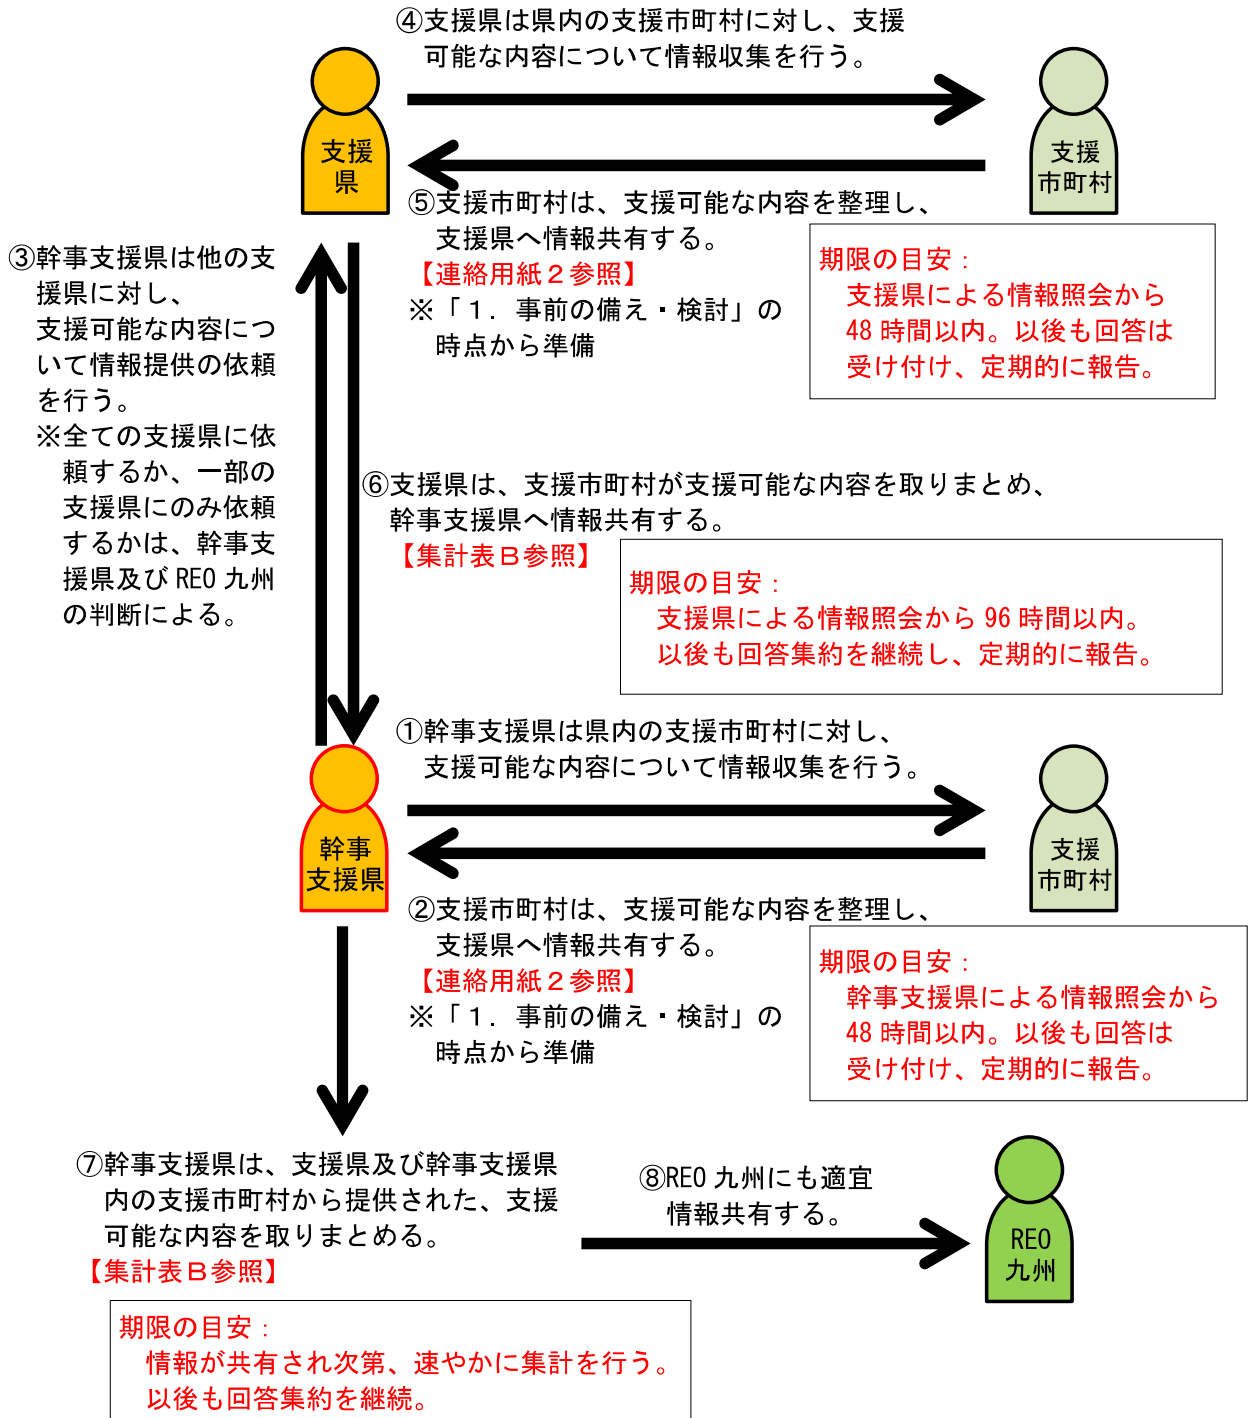 ④支援県は県内の支援市町村に対し、支援
可能な内容について情報収集を行う。
支援
県
支援
市町村
⑤支援市町村は、支援可能な内容を整理し、
支援県へ情報共有する。
【連絡用紙２参照】
※「１．事前の備え・検討」の
時点から準備
期限の目安：
支援県による情報照会から
48時間以内。以後も回答は
受け付け、定期的に報告。
③幹事支援県は他の支
援県に対し、
支援可能な内容につ
いて情報提供の依頼
を行う。
※全ての支援県に依
頼するか、一部の
支援県にのみ依頼
するかは、幹事支
援県及びREO九州
の判断による。
⑥支援県は、支援市町村が支援可能な内容を取りまとめ、
幹事支援県へ情報共有する。
【集計表Ｂ参照】
期限の目安：
支援県による情報照会から96時間以内。
以後も回答集約を継続し、定期的に報告。
①幹事支援県は県内の支援市町村に対し、
支援可能な内容について情報収集を行う。
幹事
支援県
支援
市町村
②支援市町村は、支援可能な内容を整理し、
支援県へ情報共有する。
【連絡用紙２参照】
※「１．事前の備え・検討」の
時点から準備
期限の目安：
幹事支援県による情報照会から
48時間以内。以後も回答は
受け付け、定期的に報告。
⑦幹事支援県は、支援県及び幹事支援県
内の支援市町村から提供された、支援
可能な内容を取りまとめる。
【集計表Ｂ参照】
⑧REO九州にも適宜
情報共有する。
REO
九州
期限の目安：
情報が共有され次第、速やかに集計を行う。
以後も回答集約を継続。